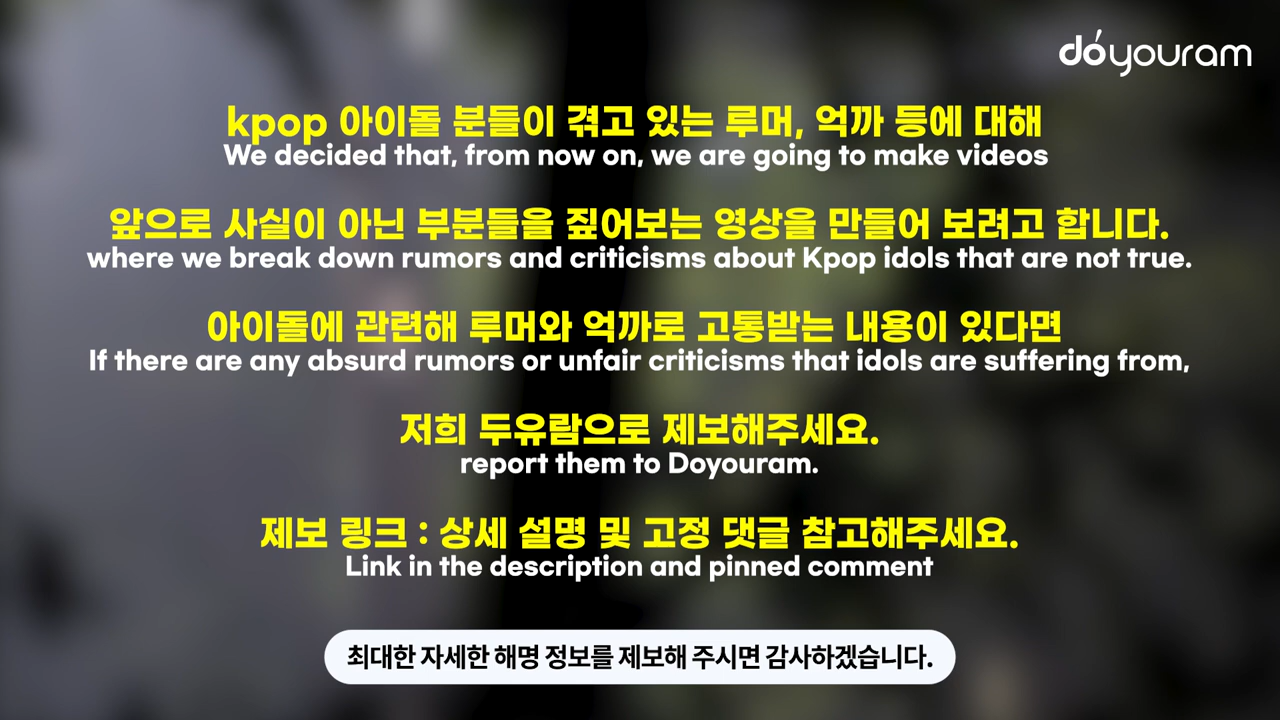 dóyouram
kpop 아이돌 분들이 겪고 있는 루머, 억까 등에 대해
We decided that, from now on, we are going to make videos
앞으로 사실이 아닌 부분들을 짚어보는 영상을 만들어 보려고 합니다.
where we break down rumors and criticisms about Kpop idols that are not true.
아이돌에 관련해 루머와 억까로 고통받는 내용이 있다면
If there are any absurd rumors or unfair criticisms that idols are suffering from,
저희 두유람으로 제보해주세요.
report them to Doyouram.
제보 링크 : 상세 설명 및 고정 댓글 참고해주세요.
Link in the description and pinned comment
최대한 자세한 해명 정보를 제보해 주시면 감사하겠습니다.